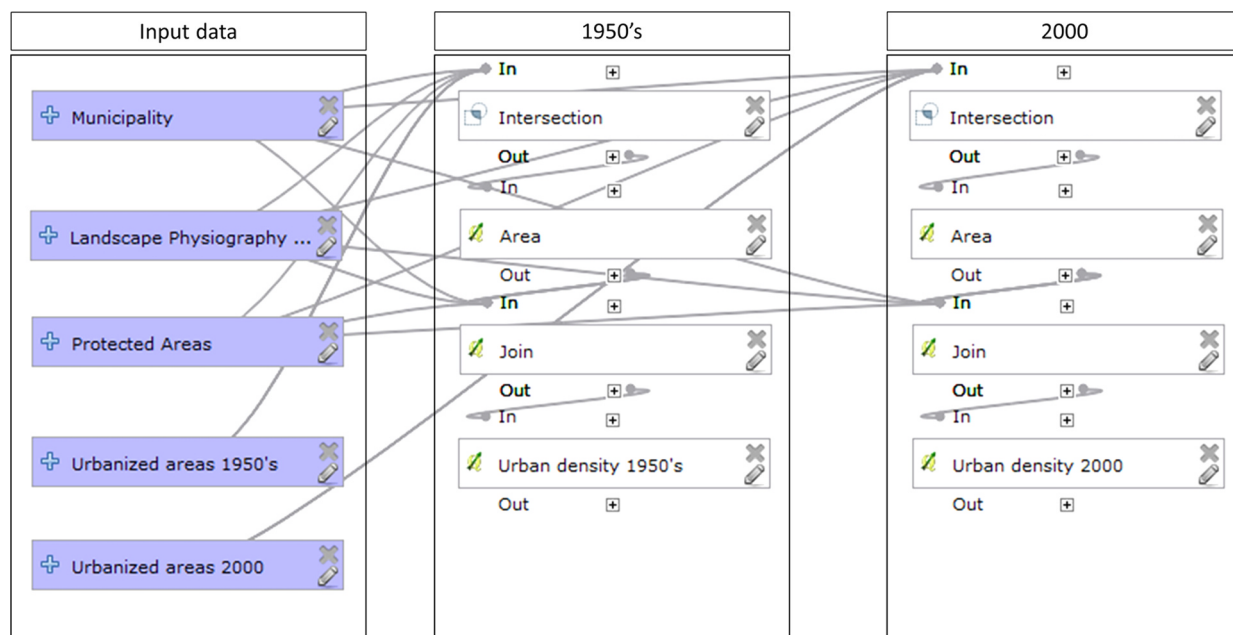 Input data
1950's
2000
Municipality
Landscape Physiography ...
Protected Areas
Urbanized areas 1950's
Urbanized areas 2000
In
Intersection
Out
In
Area
Out
In
Join
Out
In
Urban density 1950's
Out
In
Intersection
Out
In
Area
Out
In
Join
Out
In
Urban density 2000
Out